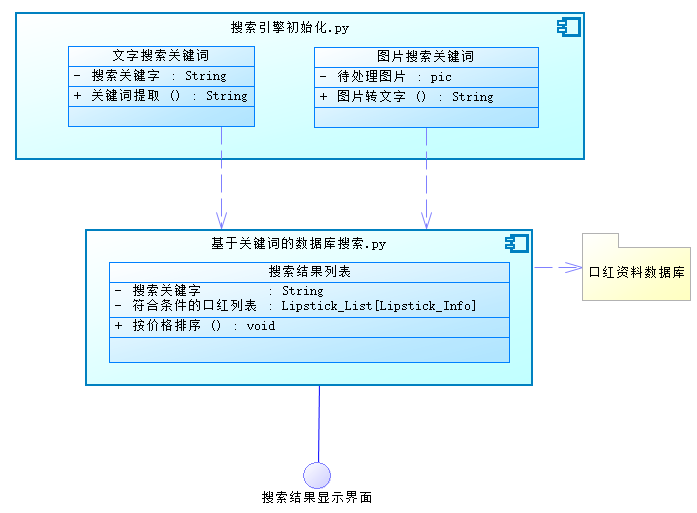 搜索引擎初始化.py
文字搜索关键词
- 搜索关键字 : String
+ 关键词提取 () : String
图片搜索关键词
- 待处理图片 : pic
+ 图片转文字 () : String
基于关键词的数据库搜索.py
搜索结果列表
- 搜索关键字 : String
- 符合条件的口红列表 : Lipstick_List[Lipstick_Info]
+ 按价格排序 () : void
口红资料数据库
搜索结果显示界面